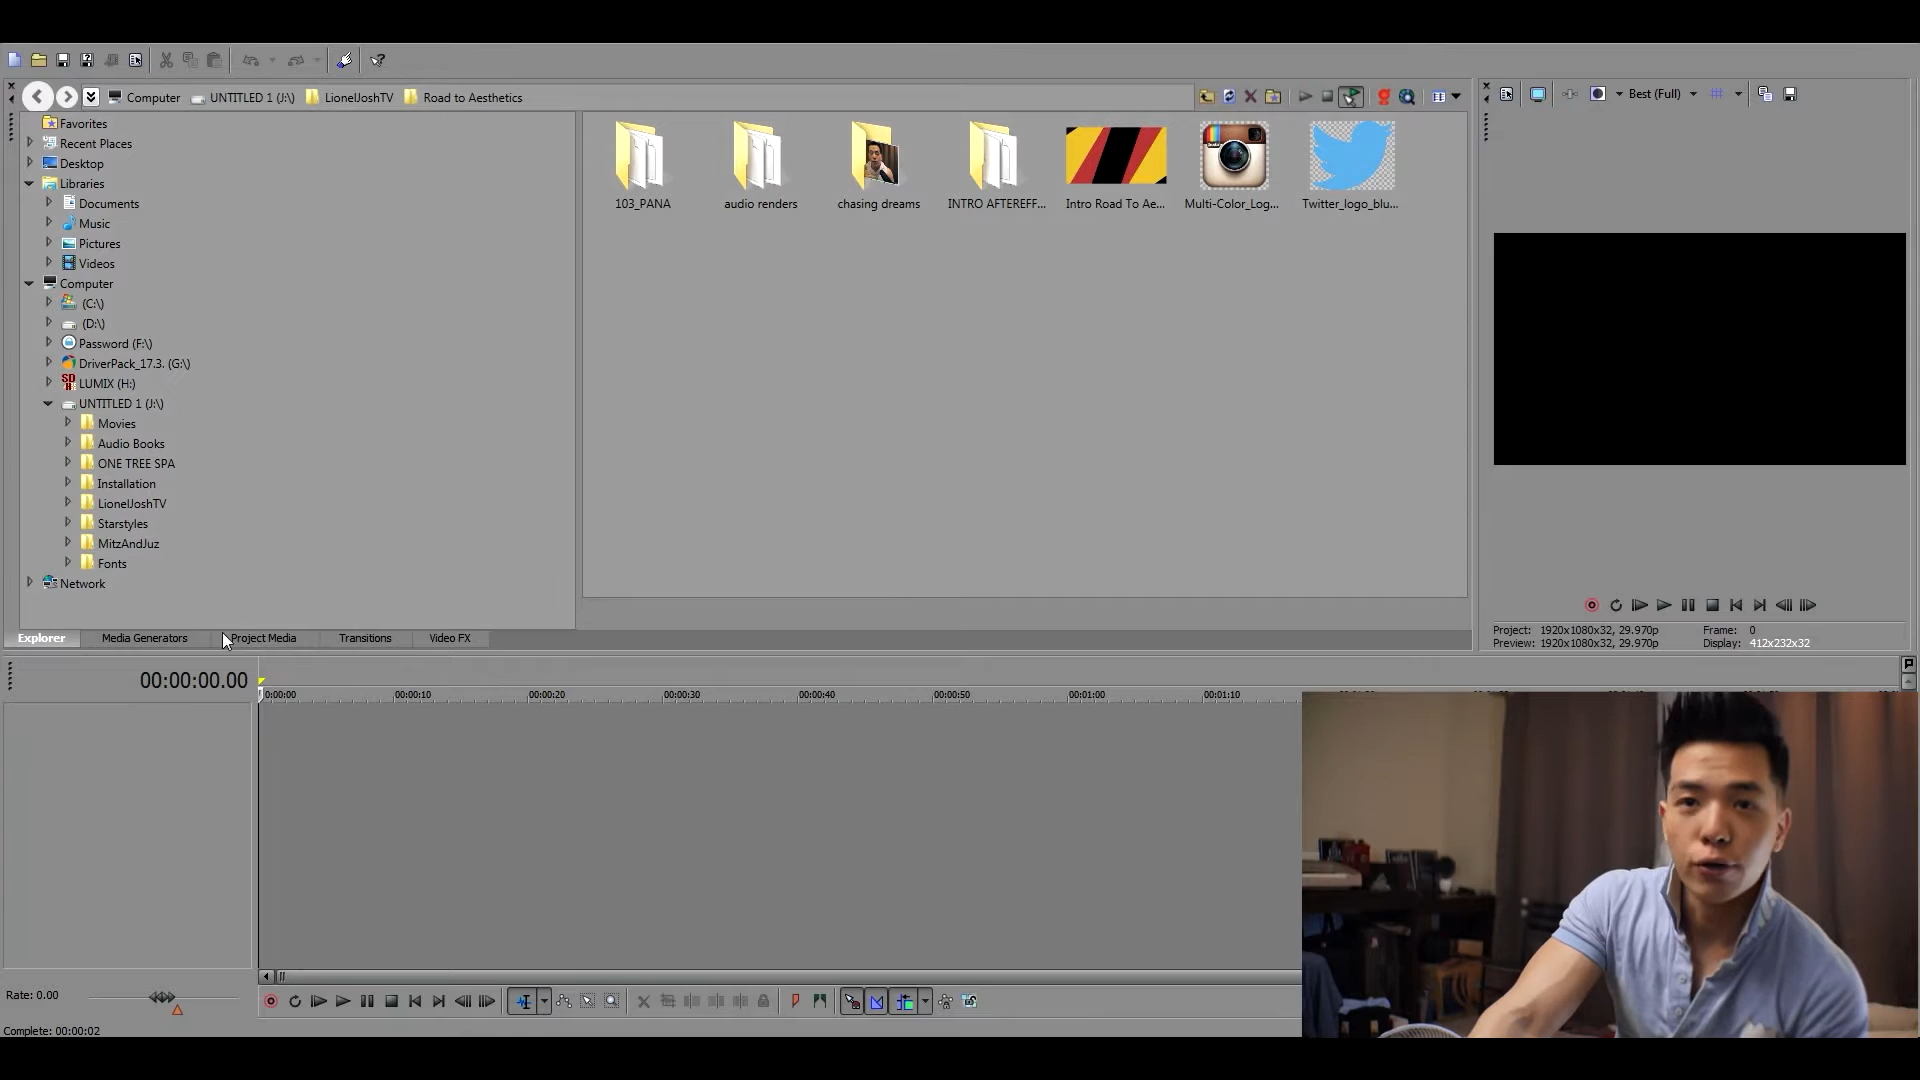 Computer UNTITLED 1 (J:\) LionelJoshTV Road to Aesthetics
Best (Full)
Favorites
Recent Places
Desktop
Libraries
Documents
Music
Pictures
Videos
Computer
(C:\)
(D:\)
Password (F:\)
DriverPack_17.3. (G:\)
LUMIX (H:)
UNTITLED 1 (J:\)
Movies
Audio Books
ONE TREE SPA
Installation
LionelJoshTV
Starstyles
MitzAndJuz
Fonts
Network
103_PANA
audio renders
chasing dreams
INTRO AFTEREFF...
Intro Road To Ae...
Multi-Color_Log...
Twitter_logo_blu...
Project: 1920x1080x32, 29.970p
Preview: 1920x1080x32, 29.970p
Frame: 0
Display: 412x232x32
Explorer Media Generators Project Media Transitions Video FX
00:00:00.00
0:00:00 00:00:10 00:00:20 00:00:30 00:00:40 00:00:50 00:01:00 00:01:10
Rate: 0.00
Complete: 00:00:02